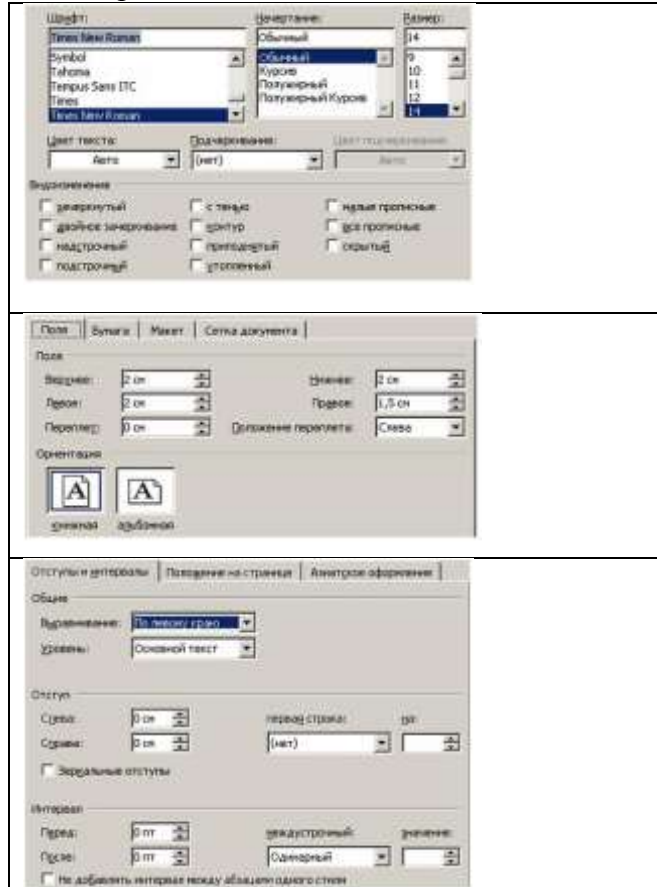 Шрифт: Начертание: Размер:
Times New Roman Обычный 14
Symbol Обычный 9
Tahoma Курсив 10
Tempus Sans ITC Полужирный 11
Times Полужирный Курсив 12
Times New Roman 14
Цвет текста: Подчеркивание: Цвет подчеркивания:
Авто (нет) Авто
Видоизменение
зачеркнутый с тенью малые прописные
двойное зачеркивание контур все прописные
надстрочный приподнятый скрытый
подстрочный утопленный
Поля Бумага Макет Сетка документа
Поля
Верхнее: 2 см Нижнее: 2 см
Левое: 2 см Правое: 1,5 см
Переплет: 0 см Положение переплета: Слева
Ориентация
A A
книжная альбомная
Отступы и интервалы Положение на странице Азиатское оформление
Общие
Выравнивание: По левому краю
Уровень: Основной текст
Отступ
Слева: 0 см первая строка: на:
Справа: 0 см (нет)
Зеркальные отступы
Интервал
Перед: 0 пт междустрочный: значение:
После: 0 пт Одинарный
Не добавлять интервал между абзацами одного стиля